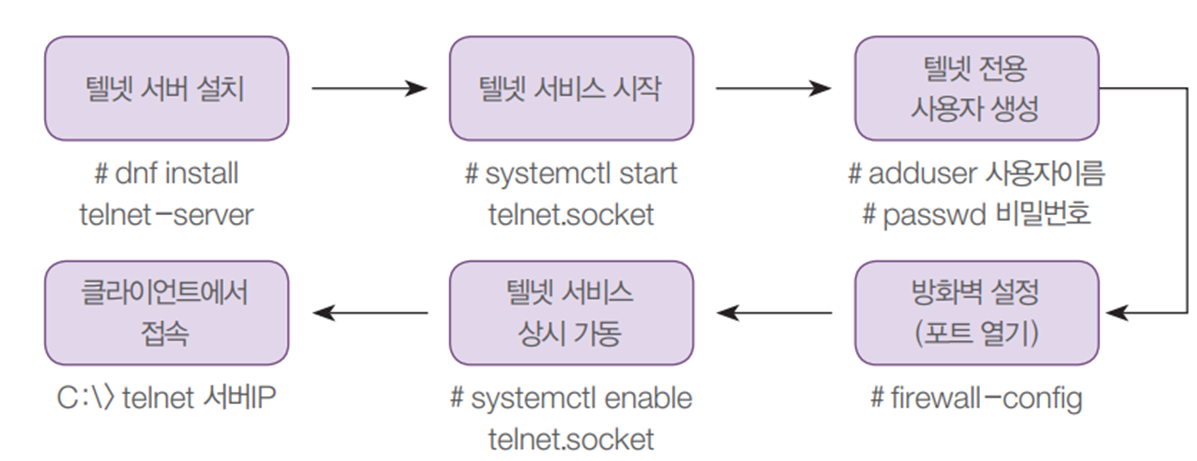 텔넷 서버 설치
# dnf install
telnet-server
텔넷 서비스 시작
# systemctl start
telnet.socket
텔넷 전용
사용자 생성
# adduser 사용자이름
# passwd 비밀번호
방화벽 설정
(포트 열기)
# firewall-config
텔넷 서비스
상시 가동
# systemctl enable
telnet.socket
클라이언트에서
접속
C:\> telnet 서버IP